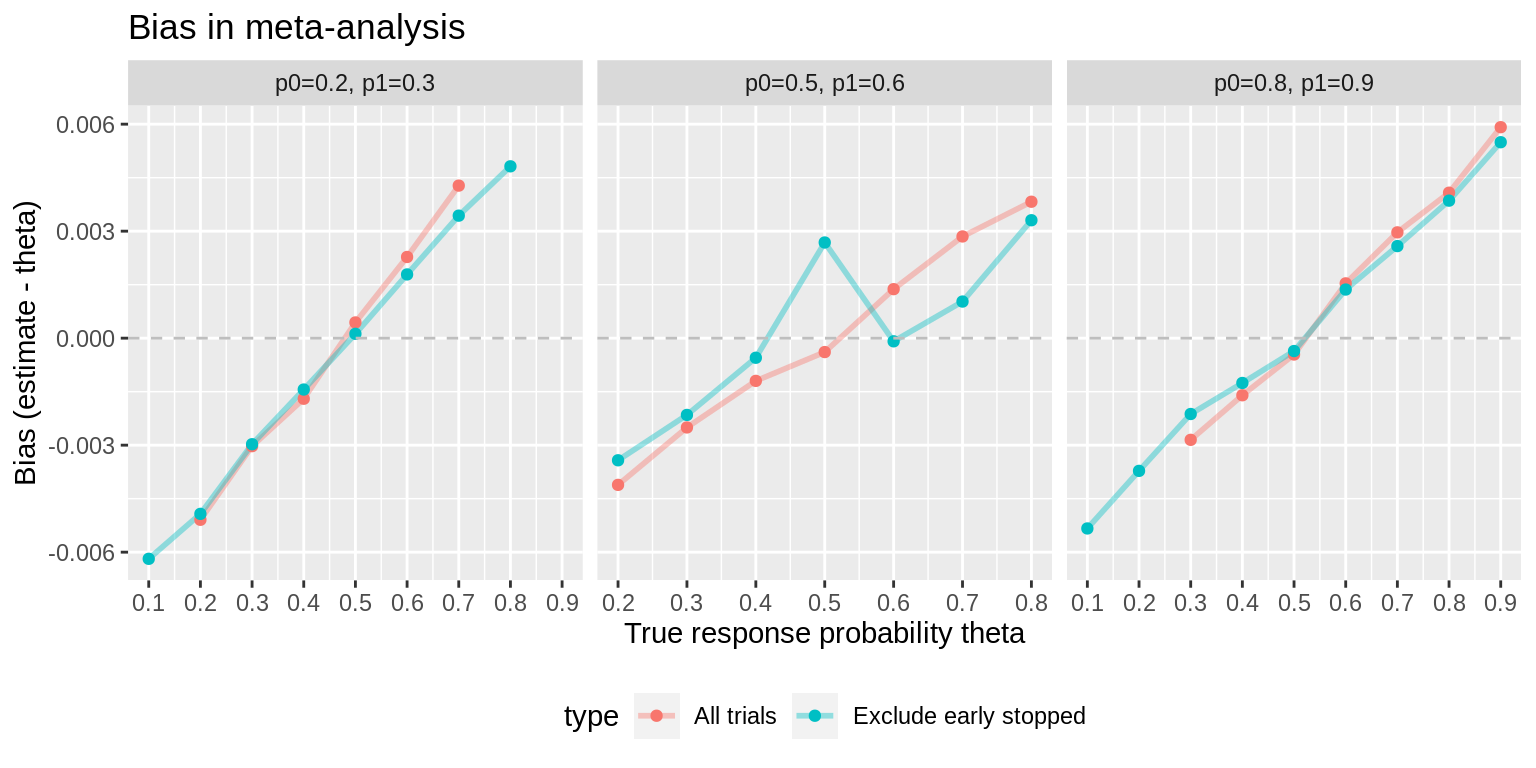 Bias in meta-analysis
p0=0.2, p1=0.3
p0=0.5, p1=0.6
p0=0.8, p1=0.9
Bias (estimate - theta)
0.006
0.003
0.000
-0.003
-0.006
0.1 0.2 0.3 0.4 0.5 0.6 0.7 0.8 0.9
0.2 0.3 0.4 0.5 0.6 0.7 0.8
0.1 0.2 0.3 0.4 0.5 0.6 0.7 0.8 0.9
True response probability theta
type All trials Exclude early stopped